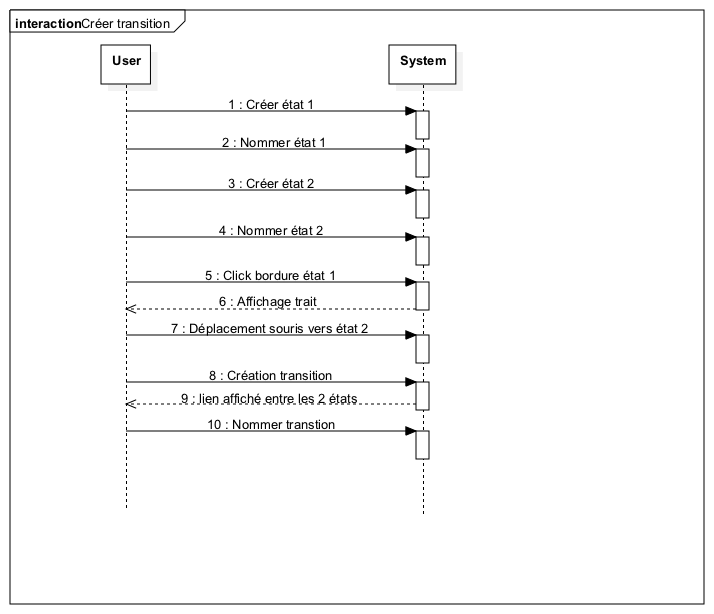 interactionCréer transition
User
System
1 : Créer état 1
2 : Nommer état 1
3 : Créer état 2
4 : Nommer état 2
5 : Click bordure état 1
6 : Affichage trait
7 : Déplacement souris vers état 2
8 : Création transition
9 : lien affiché entre les 2 états
10 : Nommer transtion